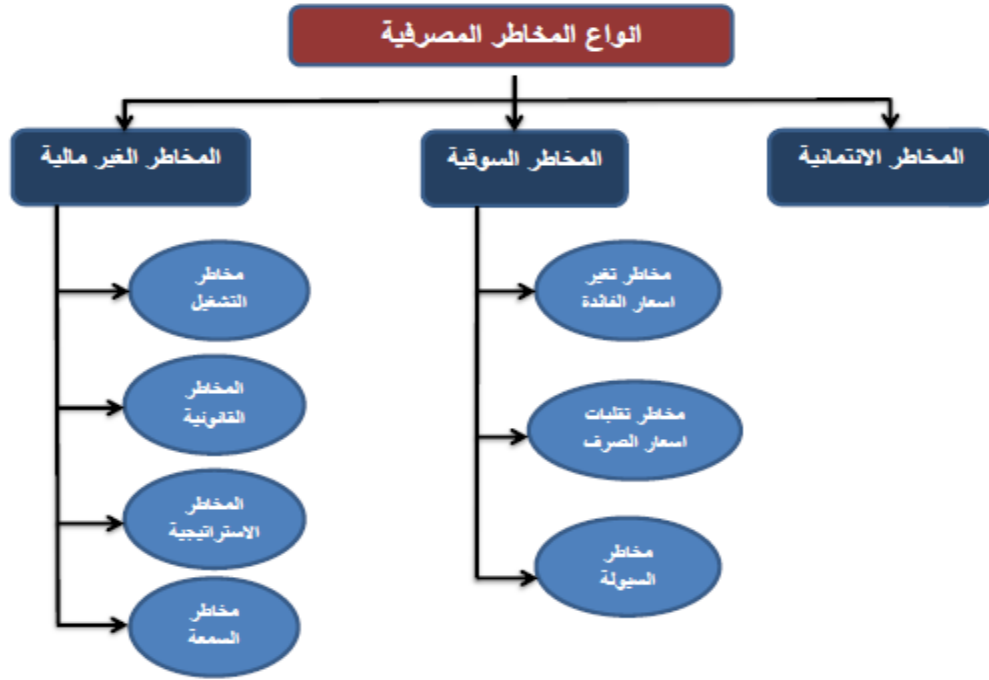 انواع المخاطر المصرفية
المخاطر الائتمانية
المخاطر السوقية
المخاطر الغير مالية
مخاطر تغير
اسعار الفائدة
مخاطر تقلبات
اسعار الصرف
مخاطر
السيولة
مخاطر
التشغيل
المخاطر
القانونية
المخاطر
الاستراتيجية
مخاطر
السمعة